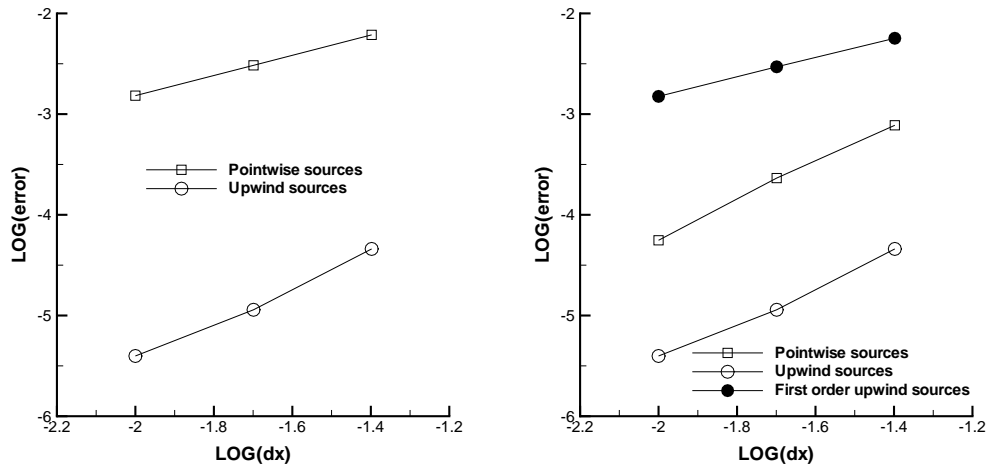 -2
-3
-4
-5
-6
LOG(error)
-2.2
-2
-1.8
-1.6
-1.4
-1.2
LOG(dx)
Pointwise sources
Upwind sources
-2
-3
-4
-5
-6
LOG(error)
-2.2
-2
-1.8
-1.6
-1.4
-1.2
LOG(dx)
Pointwise sources
Upwind sources
First order upwind sources